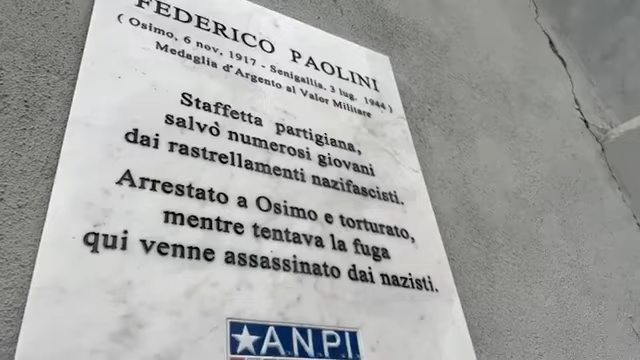 FEDERICO PAOLINI
( Osimo, 6 nov. 1917 - Senigallia, 3 lug. 1944 )
Medaglia d'Argento al Valor Militare
Staffetta partigiana,
salvò numerosi giovani
dai rastrellamenti nazifascisti.
Arrestato a Osimo e torturato,
mentre tentava la fuga
qui venne assassinato dai nazisti.
★A.N.P.I.